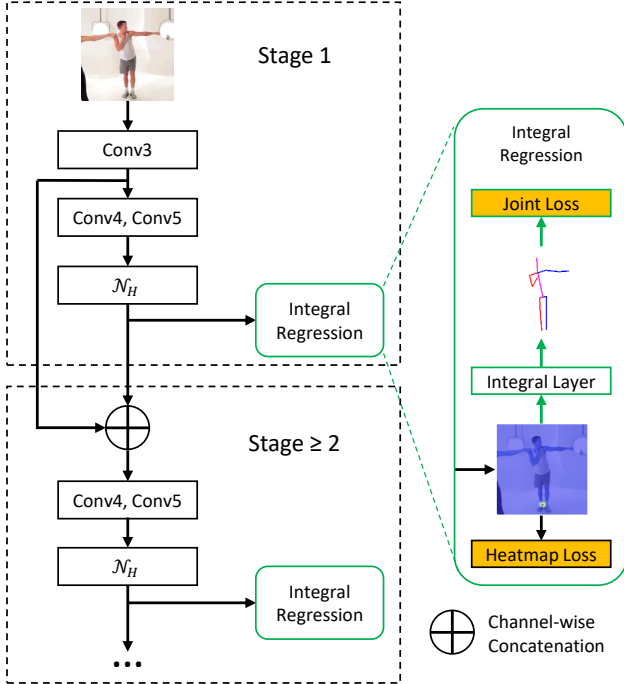 Stage 1
Conv3
Conv4, Conv5
𝒩_H
Integral
Regression
Stage ≥ 2
Conv4, Conv5
𝒩_H
Integral
Regression
...
Integral
Regression
Joint Loss
Integral Layer
Heatmap Loss
Channel-wise
Concatenation